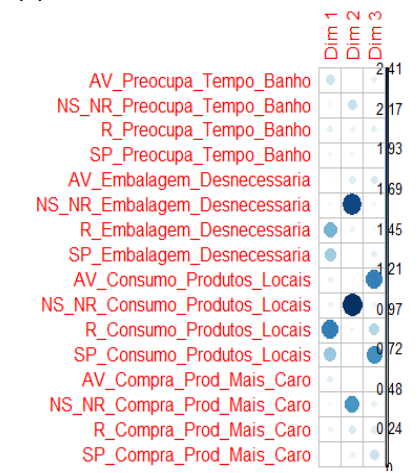 Dim 1 Dim 2 Dim 3
AV_Preocupa_Tempo_Banho 2.41
NS_NR_Preocupa_Tempo_Banho 2.17
R_Preocupa_Tempo_Banho
SP_Preocupa_Tempo_Banho 1.93
AV_Embalagem_Desnecessaria 1.69
NS_NR_Embalagem_Desnecessaria
R_Embalagem_Desnecessaria 1.45
SP_Embalagem_Desnecessaria
AV_Consumo_Produtos_Locais 1.21
NS_NR_Consumo_Produtos_Locais 0.97
R_Consumo_Produtos_Locais
SP_Consumo_Produtos_Locais 0.72
AV_Compra_Prod_Mais_Caro 0.48
NS_NR_Compra_Prod_Mais_Caro
R_Compra_Prod_Mais_Caro 0.24
SP_Compra_Prod_Mais_Caro 0